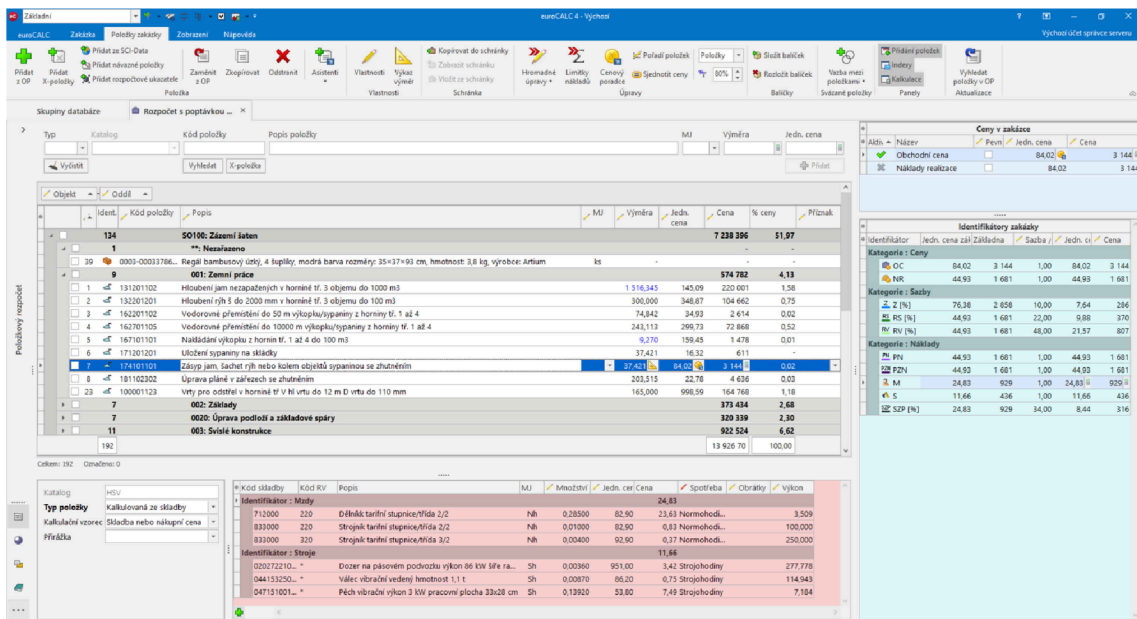 Základní euroCALC 4 - Výchozí
euroCALC Zakázka Položky zakázky Zobrazení Nápověda Výchozí účet správce serveru
Přidat z OP
Přidat X-položky
Přidat ze SCI-Data
Přidat návazné položky
Přidat rozpočtové ukazatele
Zaměnit z OP
Zkopírovat
Odstranit
Asistenti
Položka
Vlastnosti
Výkaz výměr
Vlastnosti
Kopírovat do schránky
Zobrazit schránku
Vložit ze schránky
Schránka
Hromadné úpravy
Limitky nákladů
Cenový poradce
Pořadí položek Položky
Sjednotit ceny 80%
Úpravy
Složit balíček
Rozložit balíček
Balíčky
Vazba mezi položkami
Svázané položky
Přidání položek
Indexy
Kalkulace
Panely
Vyhledat položky v OP
Aktualizace
Skupiny databáze Rozpočet s poptávkou ...
Položkový rozpočet
Typ Katalog Kód položky Popis položky MJ Výměra Jedn. cena
Vyčistit Vyhledat X-položka Přidat
Objekt Oddíl
Ident. Kód položky Popis MJ Výměra Jedn. cena Cena % ceny Příznak
134 SO100: Zázemí šaten 7 238 396 51,97
1 **: Nezařazeno - -
39 0003-00033786... Regál bambusový úzký, 4 šuplíky, modrá barva rozměry: 35×37×93 cm, hmotnost: 3,8 kg, výrobce: Artium ks - - -
9 001: Zemní práce 574 782 4,13
1 131201102 Hloubení jam nezapažených v hornině tř. 3 objemu do 1000 m3 1 516,345 145,09 220 001 1,58
2 132201201 Hloubení rýh š do 2000 mm v hornině tř. 3 objemu do 100 m3 300,000 348,87 104 662 0,75
3 162201102 Vodorovné přemístění do 50 m výkopku/sypaniny z horniny tř. 1 až 4 74,842 34,93 2 614 0,02
4 162701105 Vodorovné přemístění do 10000 m výkopku/sypaniny z horniny tř. 1 až 4 243,113 299,73 72 868 0,52
5 167101101 Nakládání výkopku z hornin tř. 1 až 4 do 100 m3 9,270 159,45 1 478 0,01
6 171201201 Uložení sypaniny na skládky 37,421 16,32 611 -
7 174101101 Zásyp jam, šachet rýh nebo kolem objektů sypaninou se zhutněním 37,421 84,02 3 144 0,02
8 181102302 Úprava pláně v zářezech se zhutněním 203,515 22,78 4 636 0,03
23 100001123 Vrty pro odstřel v hornině tř V hl vrtu do 12 m D vrtu do 110 mm 165,000 998,59 164 768 1,18
7 002: Základy 373 434 2,68
7 0020: Úprava podloží a základové spáry 320 339 2,30
11 003: Svislé konstrukce 922 524 6,62
192 13 926 70 100,00
Celkem: 192 Označeno: 0
Katalog HSV
Typ položky Kalkulovaná ze skladby
Kalkulační vzorec Skladba nebo nákupní cena
Přirážka
Kód skladby Kód RV Popis MJ Množství Jedn. cer Cena Spotřeba Obrátky Výkon
Identifikátor : Mzdy 24,83
712000 220 Dělník tarifní stupnice/třída 2/2 Nh 0,28500 82,90 23,63 Normohodi... 3,509
833000 220 Strojník tarifní stupnice/třída 2/2 Nh 0,01000 82,90 0,83 Normohodi... 100,000
833000 320 Strojník tarifní stupnice/třída 3/2 Nh 0,00400 92,90 0,37 Normohodi... 250,000
Identifikátor : Stroje 11,66
020272210... * Dozer na pásovém podvozku výkon 86 kW šíře ra... Sh 0,00360 951,00 3,42 Strojohodiny 277,778
044153250... * Válec vibrační vedený hmotnost 1,1 t Sh 0,00870 86,20 0,75 Strojohodiny 114,943
047151001... * Pěch vibrační výkon 3 kW pracovní plocha 33x28 cm Sh 0,13920 53,80 7,49 Strojohodiny 7,184
Ceny v zakázce
Aktiv Název Pevn Jedn. cena Cena
Obchodní cena 84,02 3 144
Náklady realizace 84,02 3 144
Identifikátory zakázky
Identifikátor Jedn. cena zák Základna Sazba / Jedn. ce Cena
Kategorie : Ceny
OC 84,02 3 144 1,00 84,02 3 144
NR 44,93 1 681 1,00 44,93 1 681
Kategorie : Sazby
Z Z [%] 76,38 2 858 10,00 7,64 286
RS RS [%] 44,93 1 681 22,00 9,88 370
RV RV [%] 44,93 1 681 48,00 21,57 807
Kategorie : Náklady
PN PN 44,93 1 681 1,00 44,93 1 681
PZN PZN 44,93 1 681 1,00 44,93 1 681
M 24,83 929 1,00 24,83 929
S 11,66 436 1,00 11,66 436
SZP SZP [%] 24,83 929 34,00 8,44 316